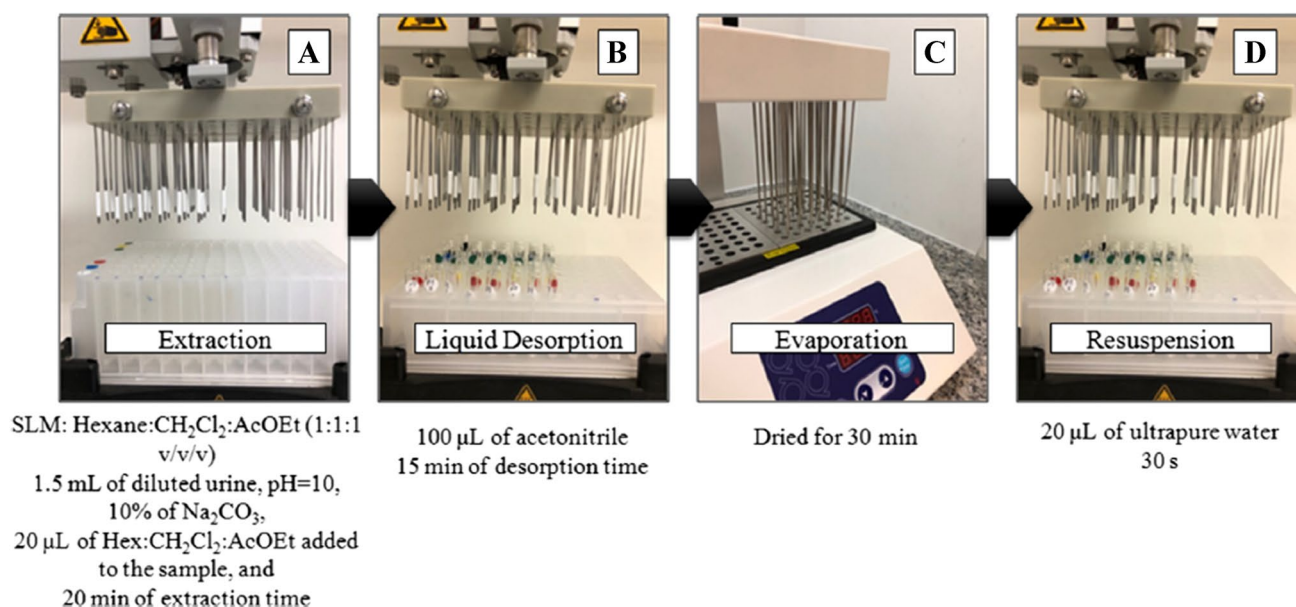 A
B
C
D
Extraction
Liquid Desorption
Evaporation
Resuspension
SLM: Hexane:CH₂Cl₂:AcOEt (1:1:1
v/v/v)
1.5 mL of diluted urine, pH=10,
10% of Na₂CO₃,
20 µL of Hex:CH₂Cl₂:AcOEt added
to the sample, and
20 min of extraction time
100 µL of acetonitrile
15 min of desorption time
Dried for 30 min
20 µL of ultrapure water
30 s